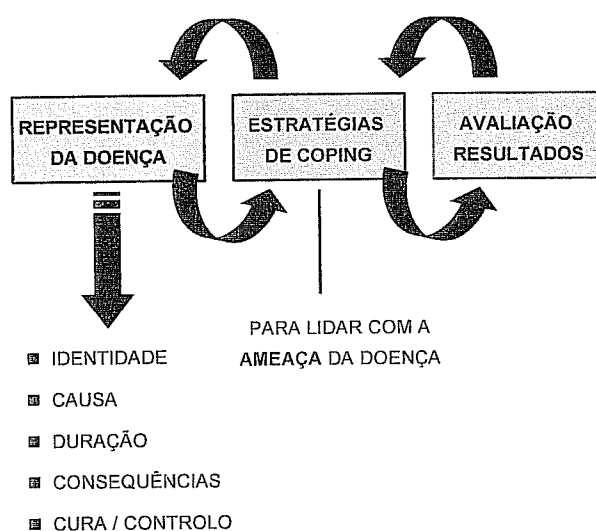 REPRESENTAÇÃO
DA DOENÇA
ESTRATÉGIAS
DE COPING
AVALIAÇÃO
RESULTADOS
PARA LIDAR COM A
AMEAÇA DA DOENÇA
IDENTIDADE
CAUSA
DURAÇÃO
CONSEQUÊNCIAS
CURA / CONTROLO